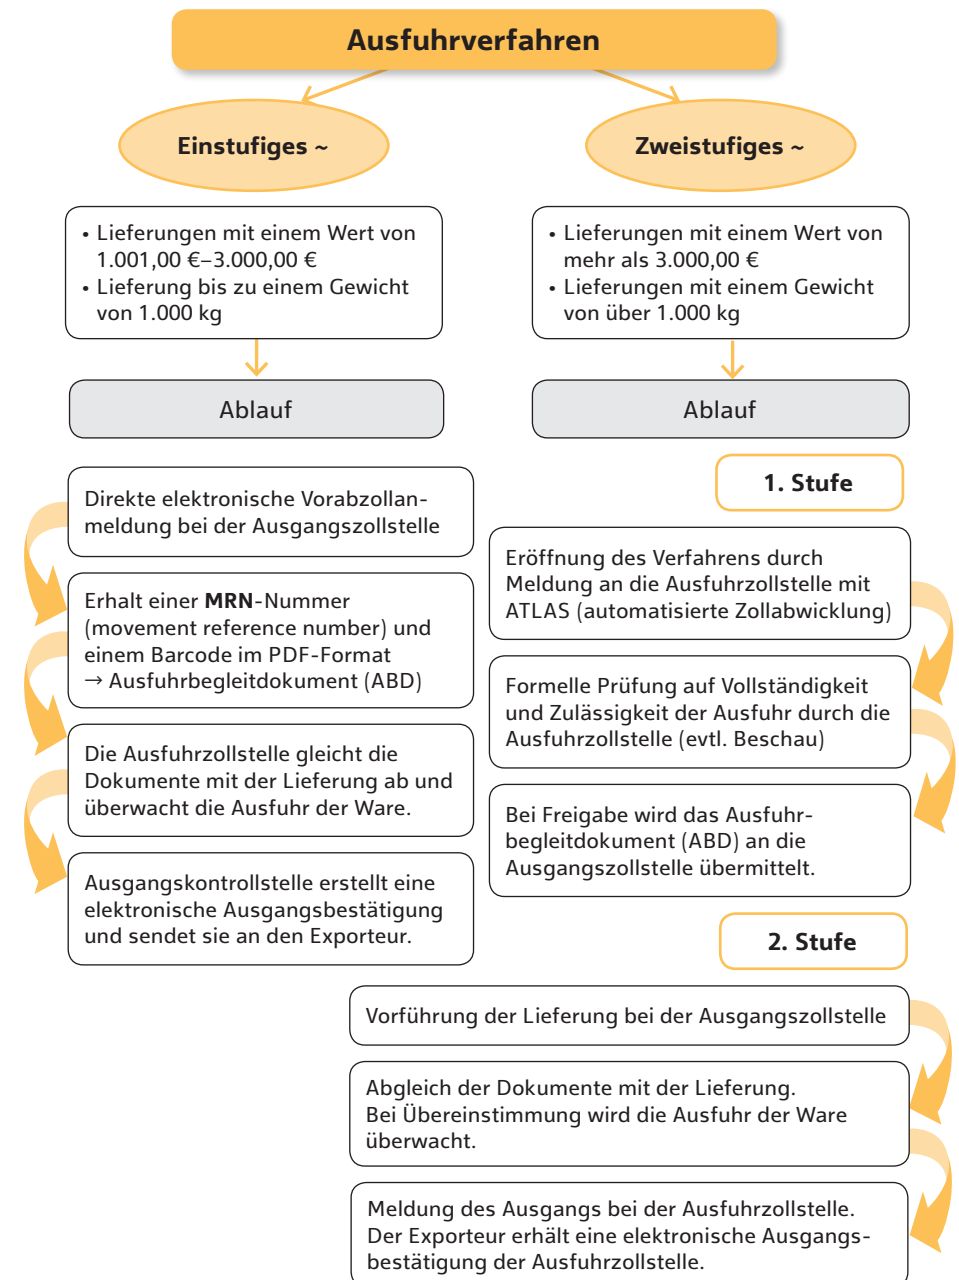 Ausfuhrverfahren
Einstufiges ~
• Lieferungen mit einem Wert von
1.001,00 €–3.000,00 €
• Lieferung bis zu einem Gewicht
von 1.000 kg
Ablauf
Direkte elektronische Vorabzollan-
meldung bei der Ausgangszollstelle
Erhalt einer MRN-Nummer
(movement reference number) und
einem Barcode im PDF-Format
→ Ausfuhrbegleitdokument (ABD)
Die Ausfuhrzollstelle gleicht die
Dokumente mit der Lieferung ab und
überwacht die Ausfuhr der Ware.
Ausgangskontrollstelle erstellt eine
elektronische Ausgangsbestätigung
und sendet sie an den Exporteur.
Zweistufiges ~
• Lieferungen mit einem Wert von
mehr als 3.000,00 €
• Lieferungen mit einem Gewicht
von über 1.000 kg
Ablauf
1. Stufe
Eröffnung des Verfahrens durch
Meldung an die Ausfuhrzollstelle mit
ATLAS (automatisierte Zollabwicklung)
Formelle Prüfung auf Vollständigkeit
und Zulässigkeit der Ausfuhr durch die
Ausfuhrzollstelle (evtl. Beschau)
Bei Freigabe wird das Ausfuhr-
begleitdokument (ABD) an die
Ausgangszollstelle übermittelt.
2. Stufe
Vorführung der Lieferung bei der Ausgangszollstelle
Abgleich der Dokumente mit der Lieferung.
Bei Übereinstimmung wird die Ausfuhr der Ware
überwacht.
Meldung des Ausgangs bei der Ausfuhrzollstelle.
Der Exporteur erhält eine elektronische Ausgangs-
bestätigung der Ausfuhrzollstelle.